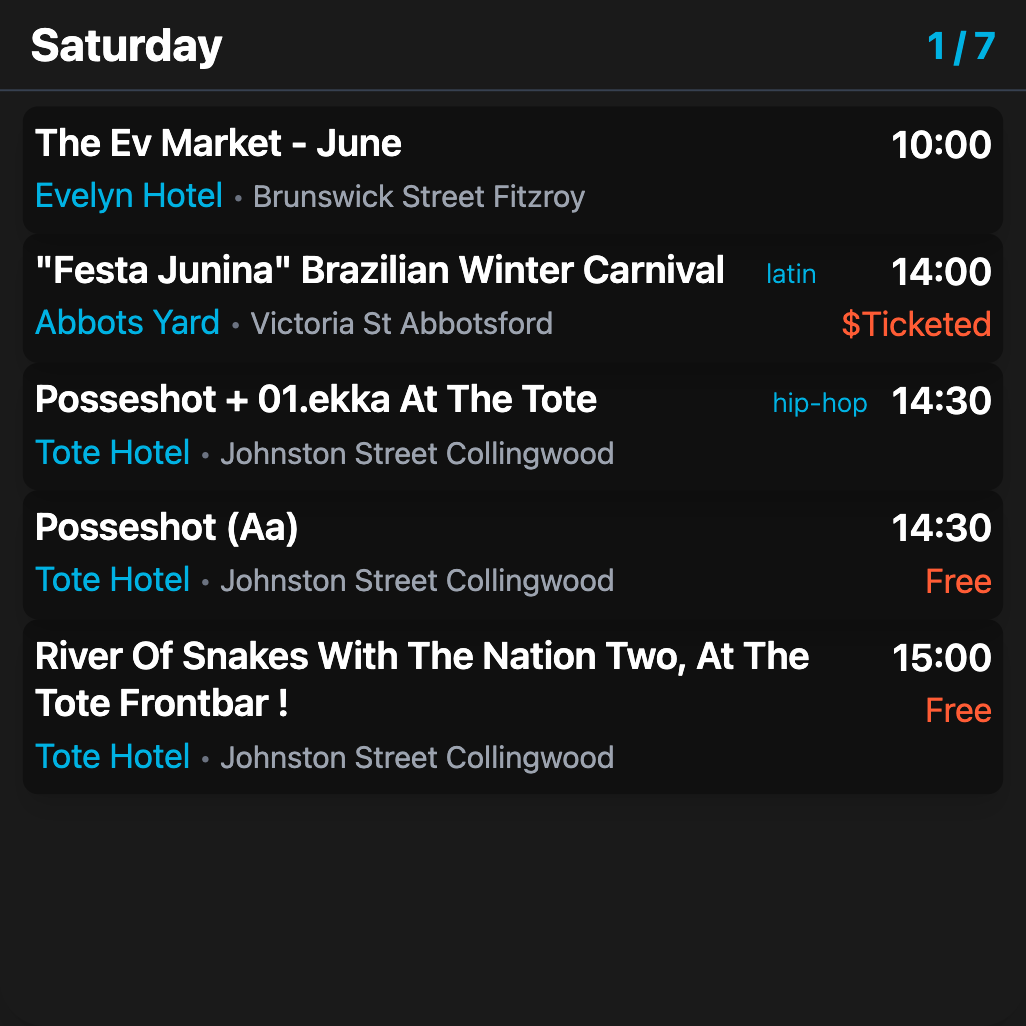 Saturday 1 / 7
The Ev Market - June 10:00
Evelyn Hotel • Brunswick Street Fitzroy
"Festa Junina" Brazilian Winter Carnival latin 14:00
Abbots Yard • Victoria St Abbotsford $Ticketed
Posseshot + 01.ekka At The Tote hip-hop 14:30
Tote Hotel • Johnston Street Collingwood
Posseshot (Aa) 14:30
Tote Hotel • Johnston Street Collingwood Free
River Of Snakes With The Nation Two, At The 15:00
Tote Frontbar ! Free
Tote Hotel • Johnston Street Collingwood